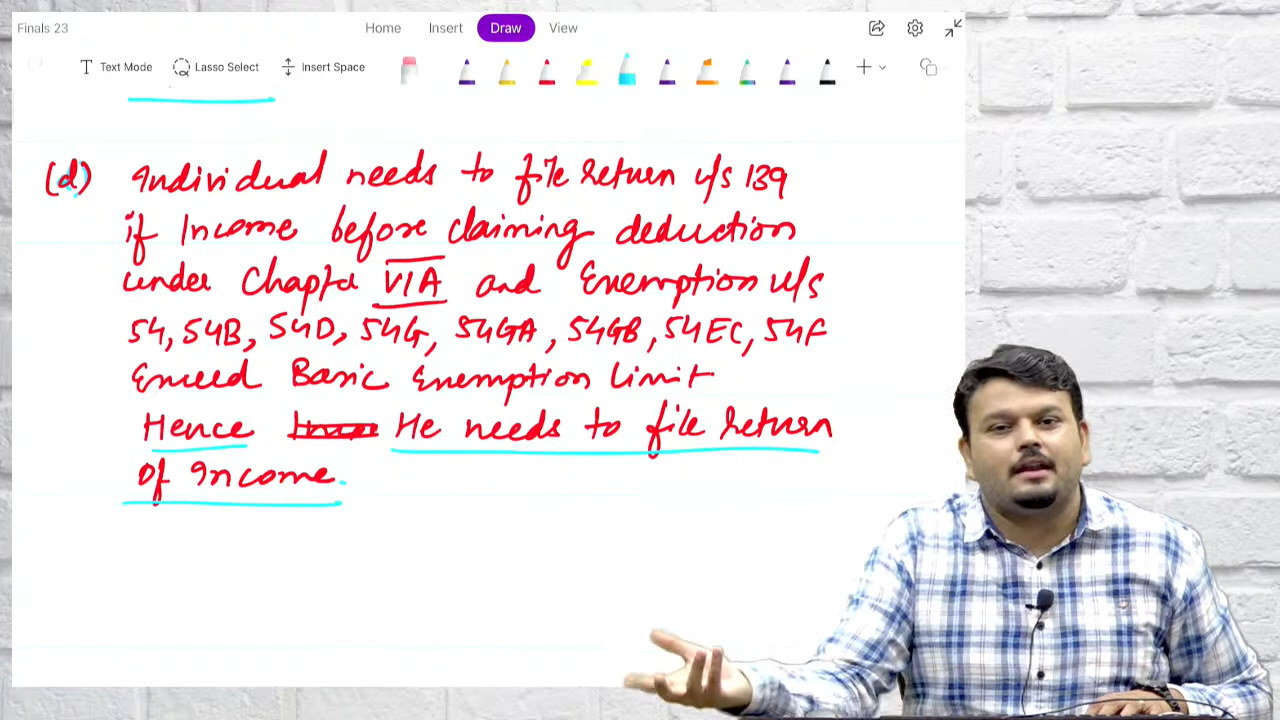 Finals 23
Home Insert Draw View
Text Mode Lasso Select Insert Space
(d) Individual needs to file return u/s 139
if Income before claiming deduction
under Chapter VIA and Exemption u/s
54, 54B, 54D, 54G, 54GA, 54GB, 54EC, 54F
Exceed Basic Exemption limit
Hence He needs to file return
of Income.